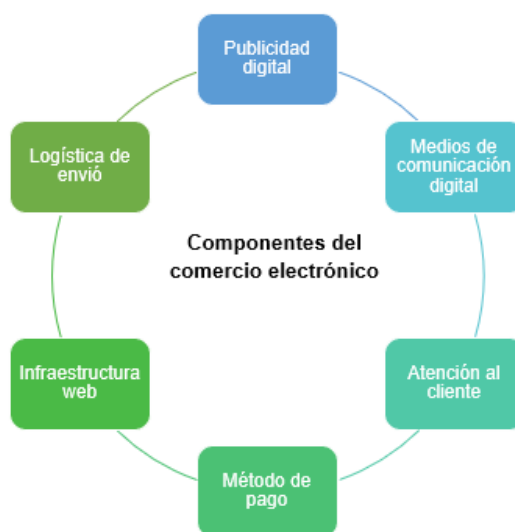 Publicidad
digital
Medios de
comunicación
digital
Atención al
cliente
Método de
pago
Infraestructura
web
Logística de
envió
Componentes del
comercio electrónico